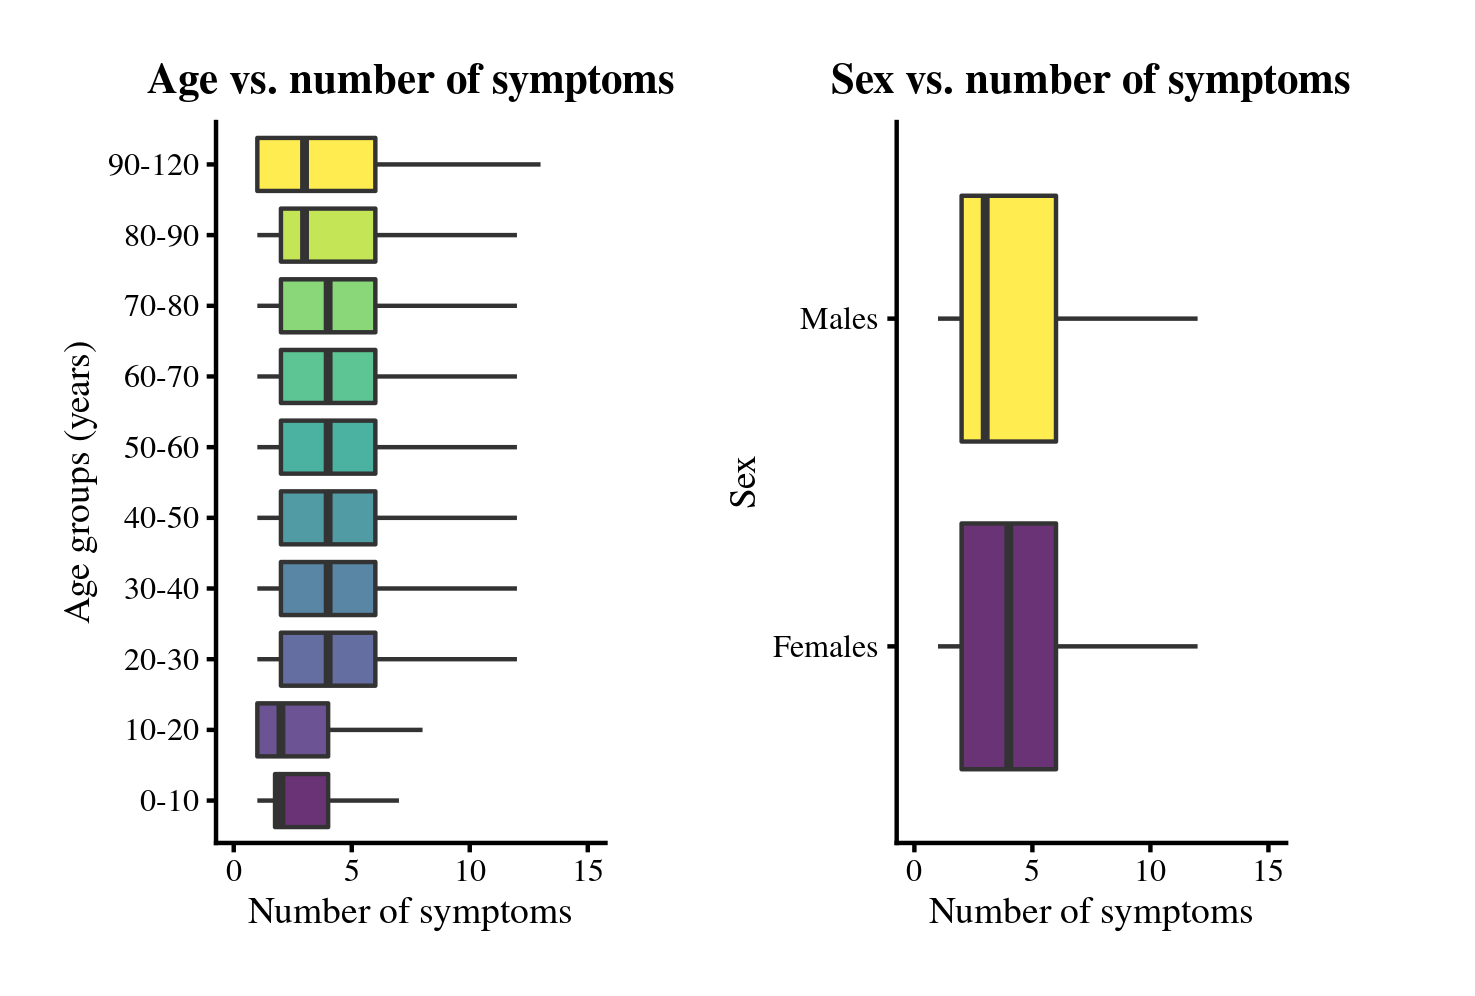 Age vs. number of symptoms
90-120
80-90
70-80
60-70
50-60
40-50
30-40
20-30
10-20
0-10
Age groups (years)
0 5 10 15
Number of symptoms
Sex vs. number of symptoms
Males
Females
Sex
0 5 10 15
Number of symptoms